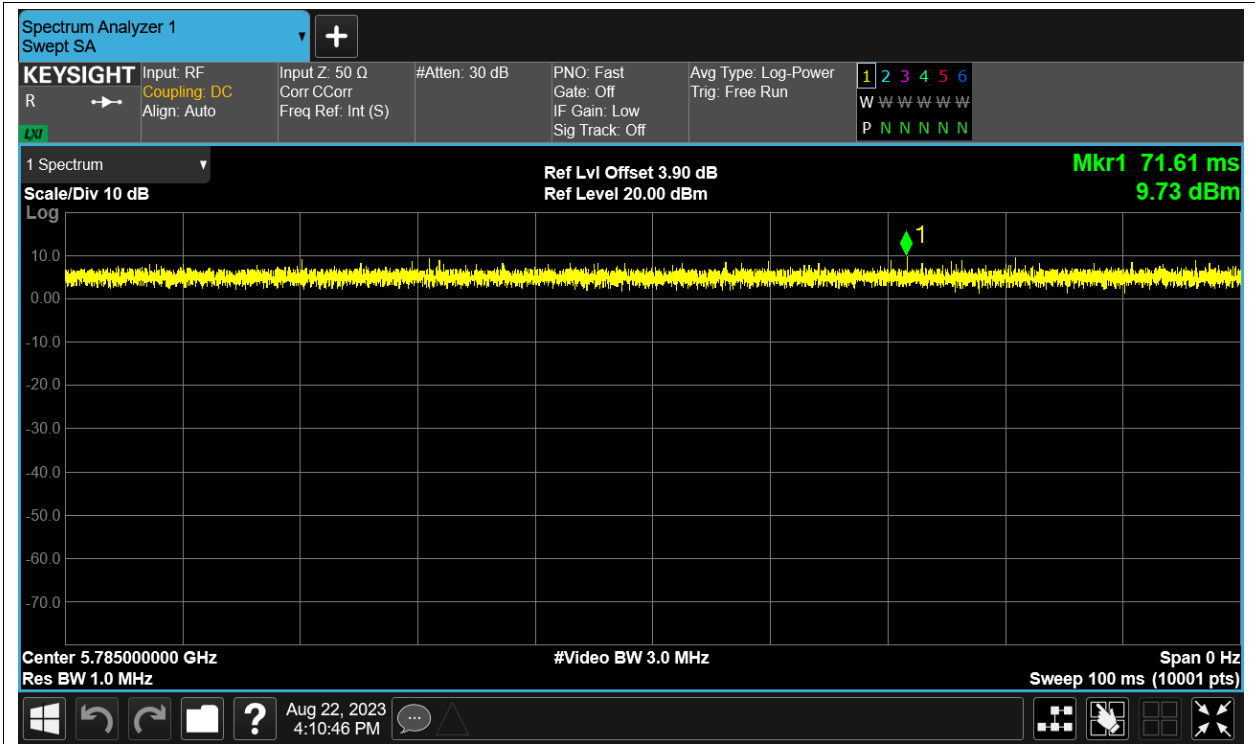 Spectrum Analyzer 1
Swept SA
+
KEYSIGHT
R
LXI
Input: RF
Coupling: DC
Align: Auto
Input Z: 50 Ω
Corr CCorr
Freq Ref: Int (S)
#Atten: 30 dB
PNO: Fast
Gate: Off
IF Gain: Low
Sig Track: Off
Avg Type: Log-Power
Trig: Free Run
1 2 3 4 5 6
W W W W W W
P N N N N N
1 Spectrum
Scale/Div 10 dB
Log
Ref Lvl Offset 3.90 dB
Ref Level 20.00 dBm
Mkr1 71.61 ms
9.73 dBm
1
10.0
0.00
-10.0
-20.0
-30.0
-40.0
-50.0
-60.0
-70.0
Center 5.785000000 GHz
Res BW 1.0 MHz
#Video BW 3.0 MHz
Span 0 Hz
Sweep 100 ms (10001 pts)
?
Aug 22, 2023
4:10:46 PM